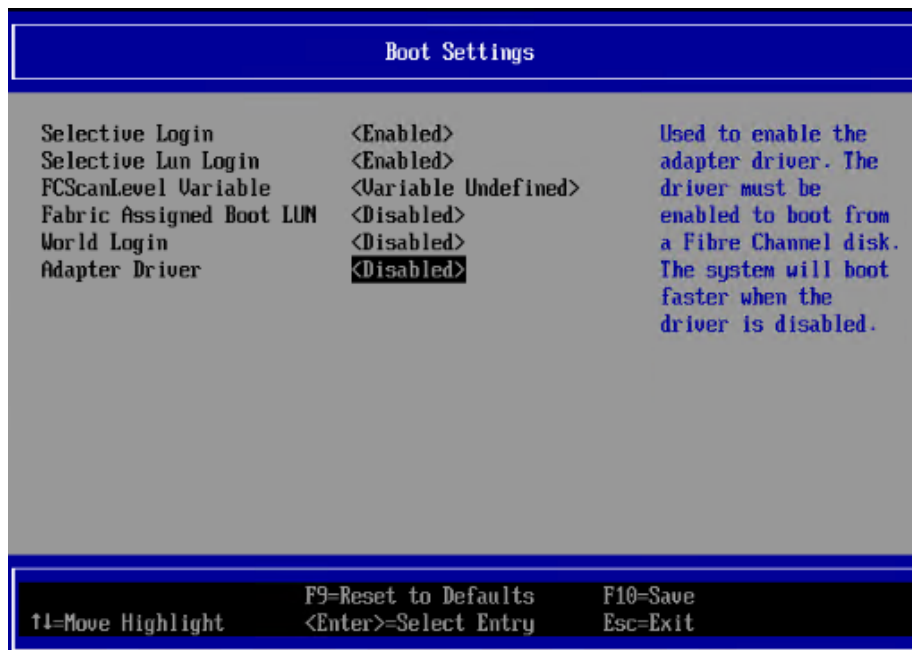 Boot Settings
Selective Login <Enabled>
Selective Lun Login <Enabled>
FCScanLevel Variable <Variable Undefined>
Fabric Assigned Boot LUN <Disabled>
World Login <Disabled>
Adapter Driver <Disabled>
Used to enable the
adapter driver. The
driver must be
enabled to boot from
a Fibre Channel disk.
The system will boot
faster when the
driver is disabled.
F9=Reset to Defaults F10=Save
↑↓=Move Highlight <Enter>=Select Entry Esc=Exit